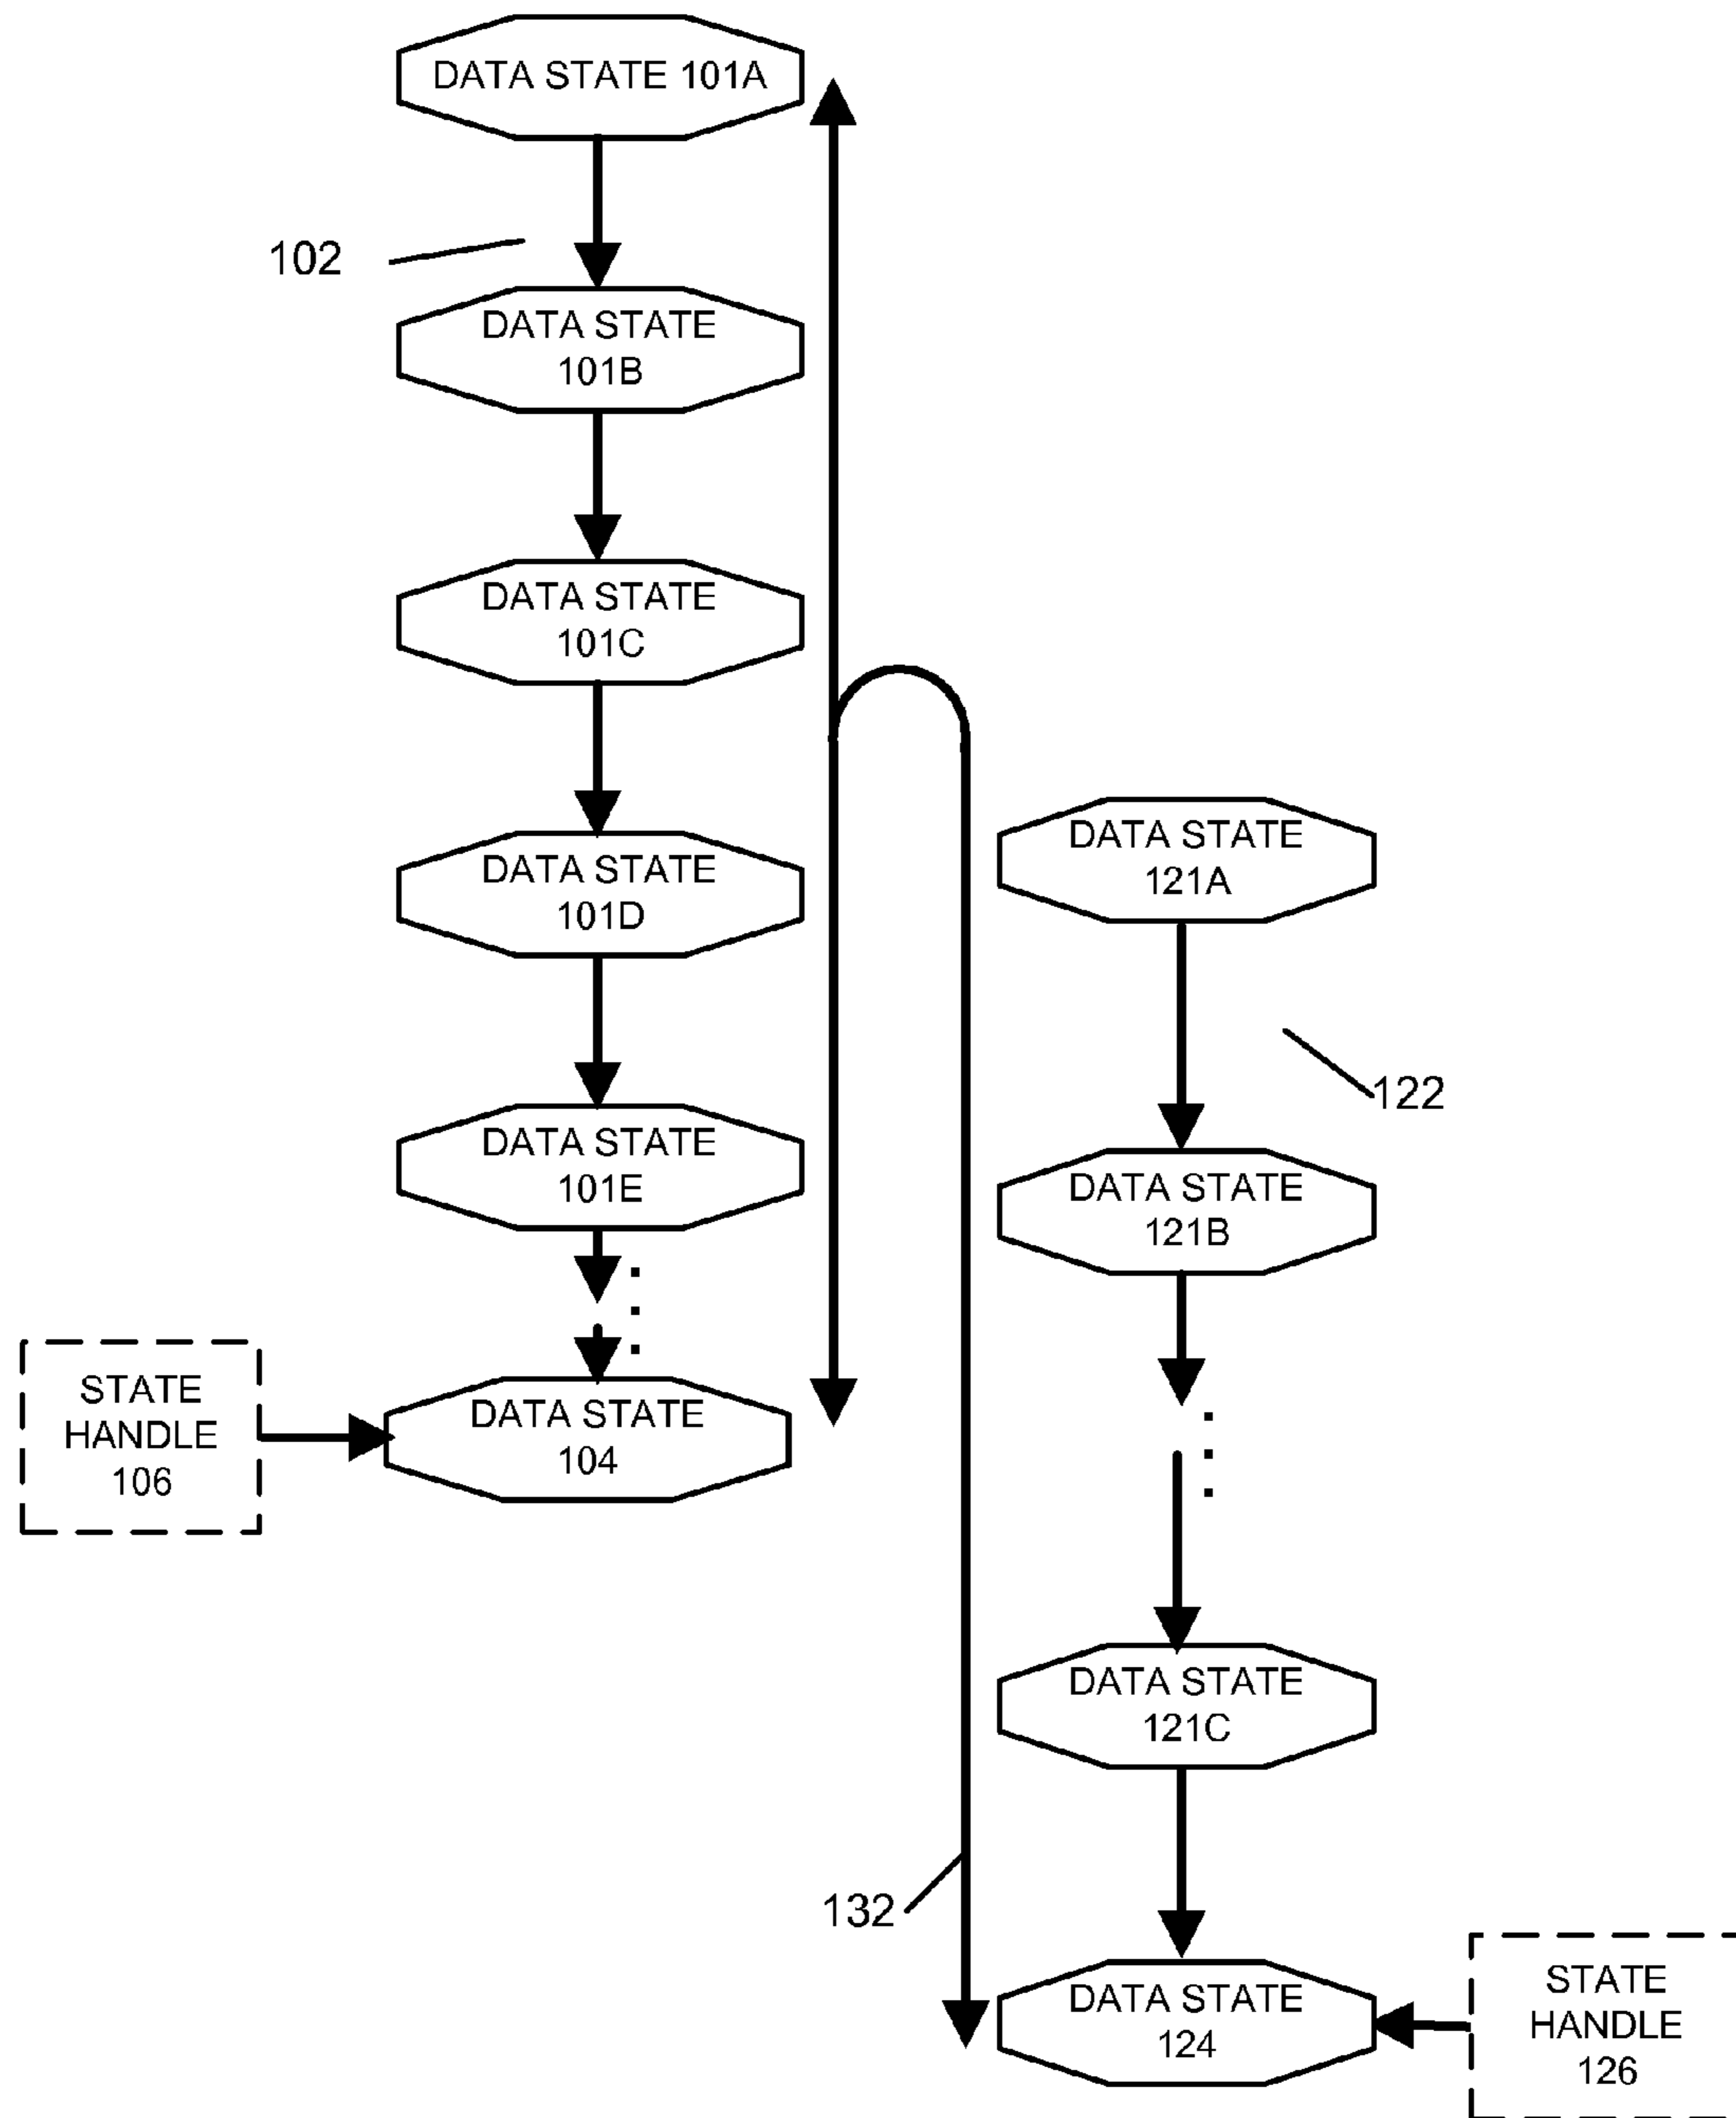 DATA STATE 101A
102
DATA STATE
101B
DATA STATE
101C
DATA STATE
101D
DATA STATE
101E
STATE
HANDLE
106
DATA STATE
104
DATA STATE
121A
122
DATA STATE
121B
DATA STATE
121C
132
DATA STATE
124
STATE
HANDLE
126